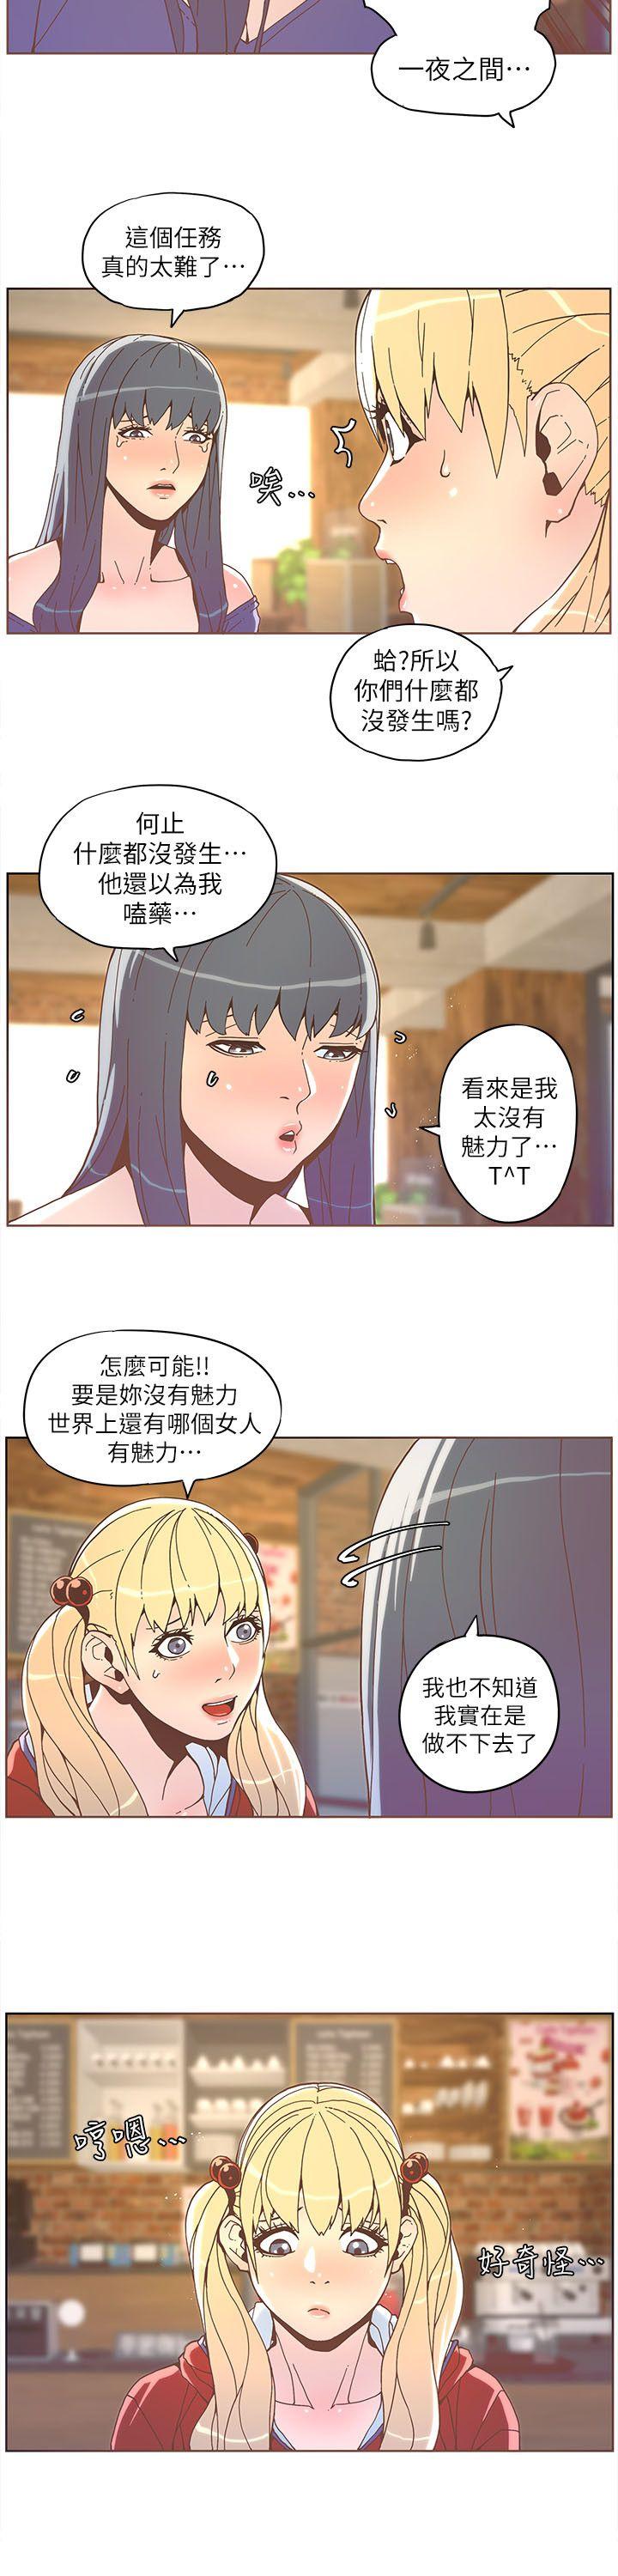 一夜之間⋯
這個任務
真的太難了⋯
唉⋯
蛤?所以
你們什麼都
沒發生嗎?
何止
什麼都沒發生⋯
他還以為我
嗑藥⋯
看來是我
太沒有
魅力了⋯
T^T
怎麼可能!!
要是妳沒有魅力
世界上還有哪個女人
有魅力⋯
我也不知道
我實在是
做不下去了
哼嗯⋯
好奇怪⋯